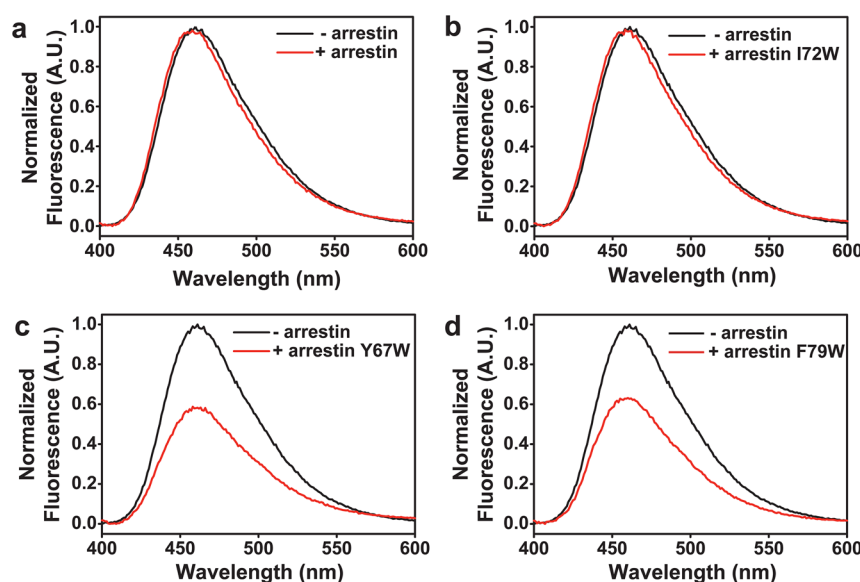 a
- arrestin
+ arrestin
Normalized
Fluorescence (A.U.)
1.0
0.8
0.6
0.4
0.2
0.0
400 450 500 550 600
Wavelength (nm)
b
- arrestin
+ arrestin I72W
Normalized
Fluorescence (A.U.)
1.0
0.8
0.6
0.4
0.2
0.0
400 450 500 550 600
Wavelength (nm)
c
- arrestin
+ arrestin Y67W
Normalized
Fluorescence (A.U.)
1.0
0.8
0.6
0.4
0.2
0.0
400 450 500 550 600
Wavelength (nm)
d
- arrestin
+ arrestin F79W
Normalized
Fluorescence (A.U.)
1.0
0.8
0.6
0.4
0.2
0.0
400 450 500 550 600
Wavelength (nm)